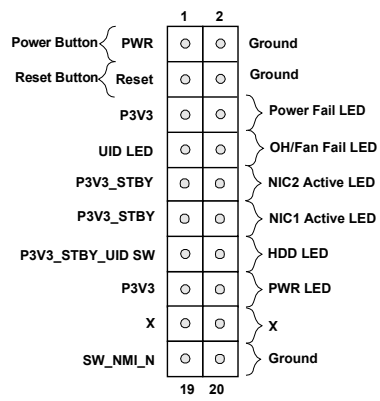 1 2
Power Button PWR Ground
Reset Button Reset Ground
P3V3 Power Fail LED
UID LED OH/Fan Fail LED
P3V3_STBY NIC2 Active LED
P3V3_STBY NIC1 Active LED
P3V3_STBY_UID SW HDD LED
P3V3 PWR LED
X X
SW_NMI_N Ground
19 20